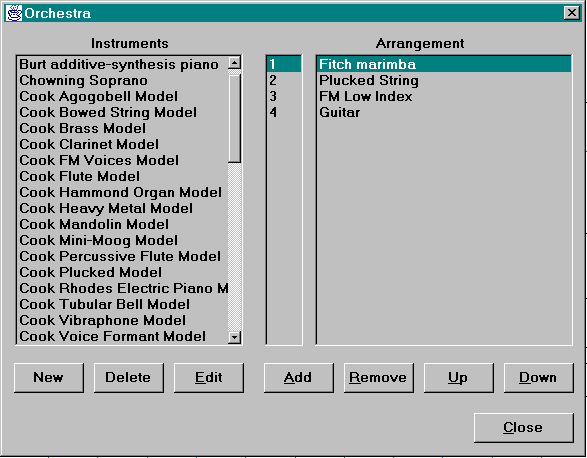 Orchestra
Instruments
Burt additive-synthesis piano
Chowning Soprano
Cook Agogobell Model
Cook Bowed String Model
Cook Brass Model
Cook Clarinet Model
Cook FM Voices Model
Cook Flute Model
Cook Hammond Organ Model
Cook Heavy Metal Model
Cook Mandolin Model
Cook Mini-Moog Model
Cook Percussive Flute Model
Cook Plucked Model
Cook Rhodes Electric Piano M
Cook Tubular Bell Model
Cook Vibraphone Model
Cook Voice Formant Model
Arrangement
1 Fitch marimba
2 Plucked String
3 FM Low Index
4 Guitar
New Delete Edit Add Remove Up Down
Close